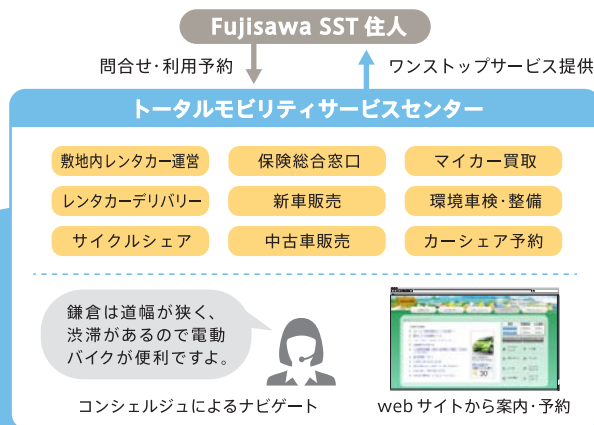 Fujisawa SST 住人
問合せ・利用予約
ワンストップサービス提供
トータルモビリティサービスセンター
敷地内レンタカー運営
保険総合窓口
マイカー買取
レンタカーデリバリー
新車販売
環境車検・整備
サイクルシェア
中古車販売
カーシェア予約
鎌倉は道幅が狭く、
渋滞があるので電動
バイクが便利ですよ。
30
コンシェルジュによるナビゲート
webサイトから案内・予約